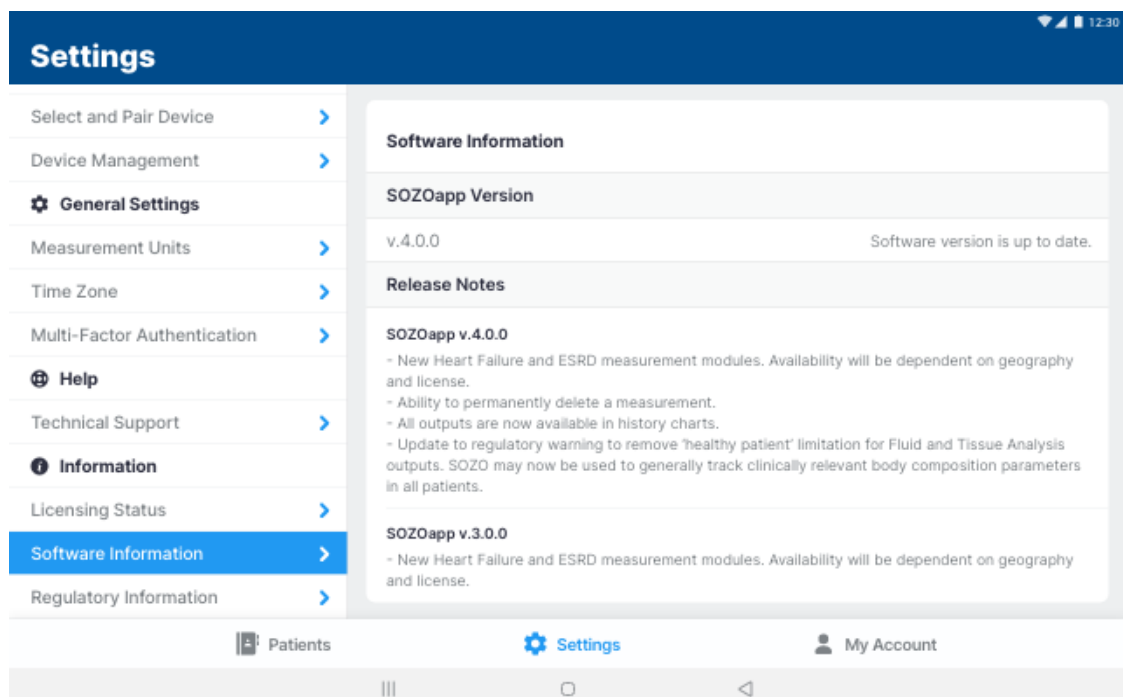 12:30
Settings
Select and Pair Device
Device Management
General Settings
Measurement Units
Time Zone
Multi-Factor Authentication
Help
Technical Support
Information
Licensing Status
Software Information
Regulatory Information
Software Information
SOZOapp Version
v.4.0.0 Software version is up to date.
Release Notes
SOZOapp v.4.0.0
- New Heart Failure and ESRD measurement modules. Availability will be dependent on geography
and license.
- Ability to permanently delete a measurement.
- All outputs are now available in history charts.
- Update to regulatory warning to remove 'healthy patient' limitation for Fluid and Tissue Analysis
outputs. SOZO may now be used to generally track clinically relevant body composition parameters
in all patients.
SOZOapp v.3.0.0
- New Heart Failure and ESRD measurement modules. Availability will be dependent on geography
and license.
Patients Settings My Account